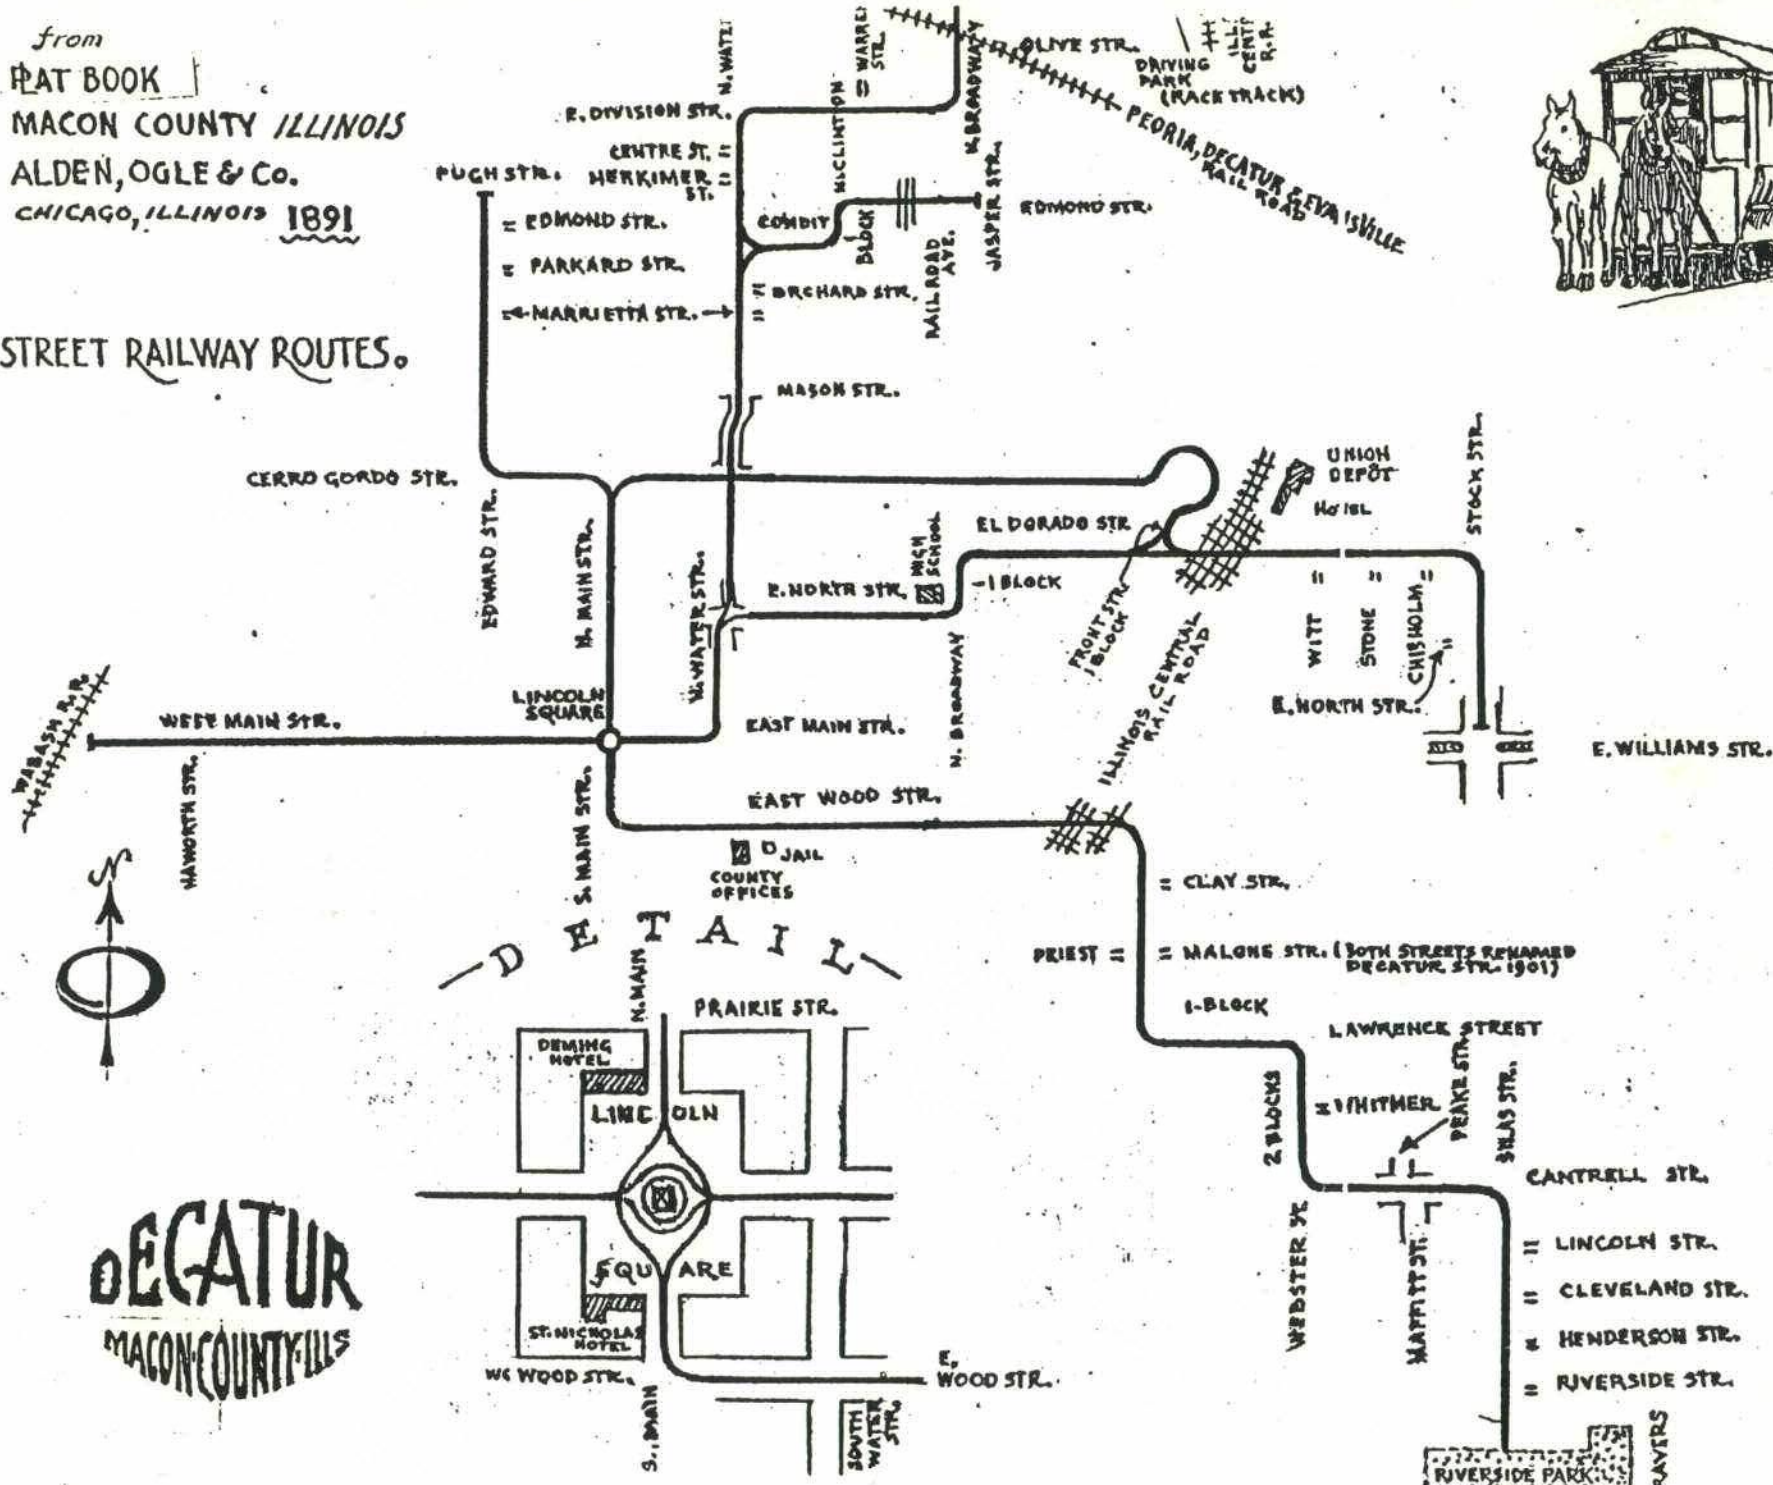 from
PLAT BOOK
MACON COUNTY ILLINOIS
ALDEN, OGLE & Co.
CHICAGO, ILLINOIS 1891
STREET RAILWAY ROUTES.
N. WATE
WARREN
STR.
N. BROADWAY
OLIVE STR.
DRIVING
PARK
(RACE TRACK)
ILL.
CENT
R.R.
E. DIVISION STR.
CENTRE ST.
HERKIMER
ST.
PUGH STR.
N. CLINTON
PEORIA, DECATUR & EVANSVILLE
RAIL ROAD
EDMOND STR.
PARKARD STR.
MARRIETTA STR.
CONDIT
BLOCK
ORCHARD STR.
RAILROAD
AVE.
JASPER STR.
EDMOND STR.
MASON STR.
CERRO GORDO STR.
EDWARD STR.
N. MAIN STR.
N. WATER STR.
E. NORTH STR.
HIGH
SCHOOL
EL DORADO STR
-1 BLOCK
UNION
DEPÔT
HOTEL
STOCK STR.
FRONT STR.
1 BLOCK
ILLINOIS CENTRAL
RAIL ROAD
WITT
STONE
CHISHOLM
E. NORTH STR.
E. WILLIAMS STR.
WABASH R.R.
WEST MAIN STR.
LINCOLN
SQUARE
EAST MAIN STR.
N. BROADWAY
HAWORTH STR.
S. MAIN STR.
EAST WOOD STR.
JAIL
COUNTY
OFFICES
N
CLAY STR.
PRIEST
MALONE STR. (BOTH STREETS RENAMED
DECATUR STR. 1901)
1-BLOCK
LAWRENCE STREET
2 BLOCKS
WHITMER
PEAKE STR.
SILAS STR.
CANTRELL STR.
WEBSTER ST.
MAFFITT ST.
LINCOLN STR.
CLEVELAND STR.
HENDERSON STR.
RIVERSIDE STR.
RIVERSIDE PARK
RAVERS
DETAIL
N. MAIN
PRAIRIE STR.
DEMING
HOTEL
LINCOLN
SQUARE
ST. NICHOLAS
HOTEL
WOOD STR.
E.
WOOD STR.
S. MAIN
SOUTH
WATER
STR.
DECATUR
MACON·COUNTY·ILLS